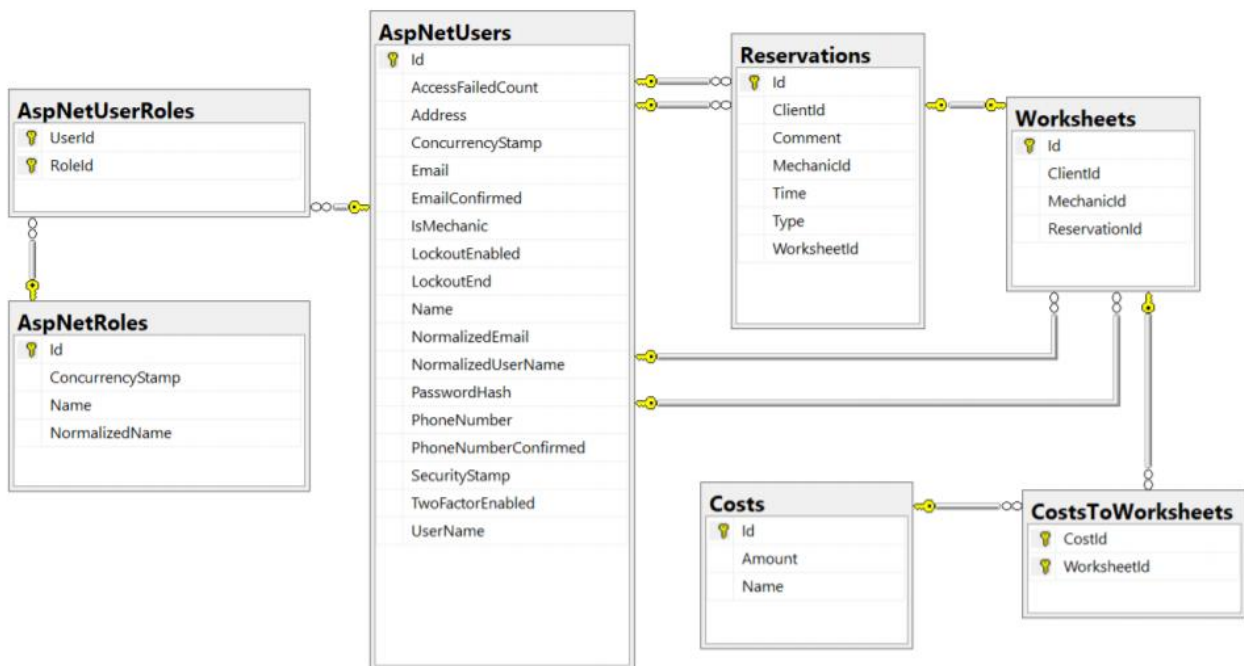 AspNetUserRoles
UserId
RoleId
AspNetRoles
Id
ConcurrencyStamp
Name
NormalizedName
AspNetUsers
Id
AccessFailedCount
Address
ConcurrencyStamp
Email
EmailConfirmed
IsMechanic
LockoutEnabled
LockoutEnd
Name
NormalizedEmail
NormalizedUserName
PasswordHash
PhoneNumber
PhoneNumberConfirmed
SecurityStamp
TwoFactorEnabled
UserName
Reservations
Id
ClientId
Comment
MechanicId
Time
Type
WorksheetId
Worksheets
Id
ClientId
MechanicId
ReservationId
Costs
Id
Amount
Name
CostsToWorksheets
CostId
WorksheetId